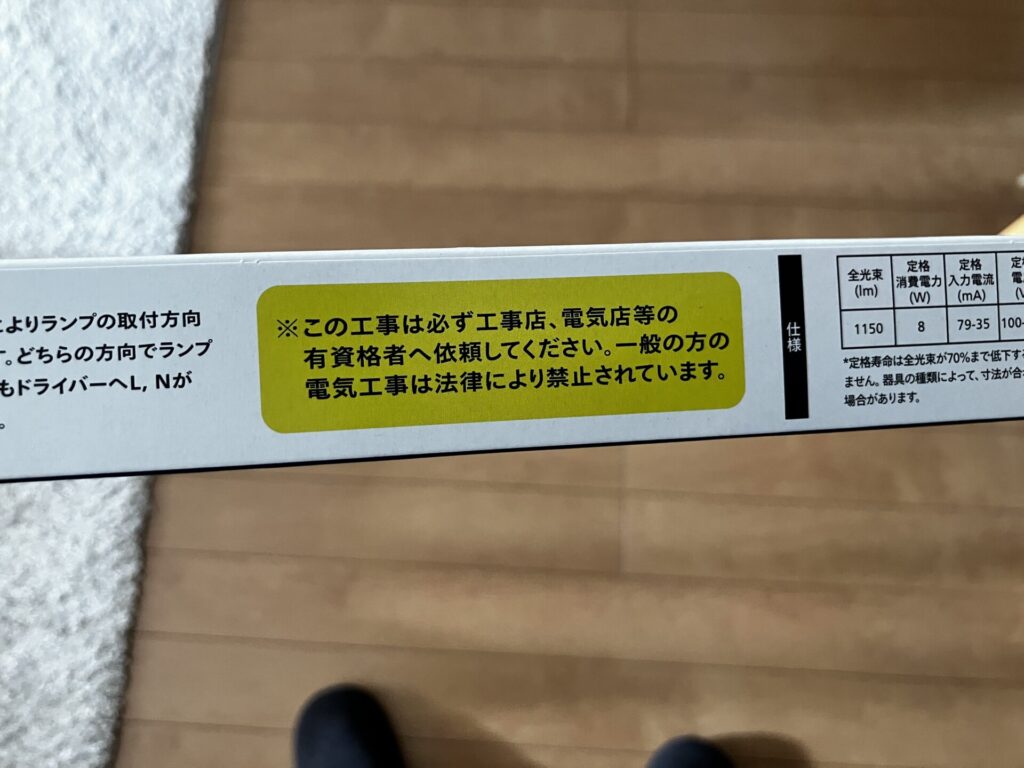 よりランプの取付方向
。どちらの方向でランプ
もドライバーへL, Nが
。
※この工事は必ず工事店、電気店等の
有資格者へ依頼してください。一般の方の
電気工事は法律により禁止されています。
仕様
全光束
(lm)
定格
消費電力
(W)
定格
入力電流
(mA)
1150
8
79-35
100-
*定格寿命は全光束が70%まで低下す
ません。器具の種類によって、寸法が合
場合があります。